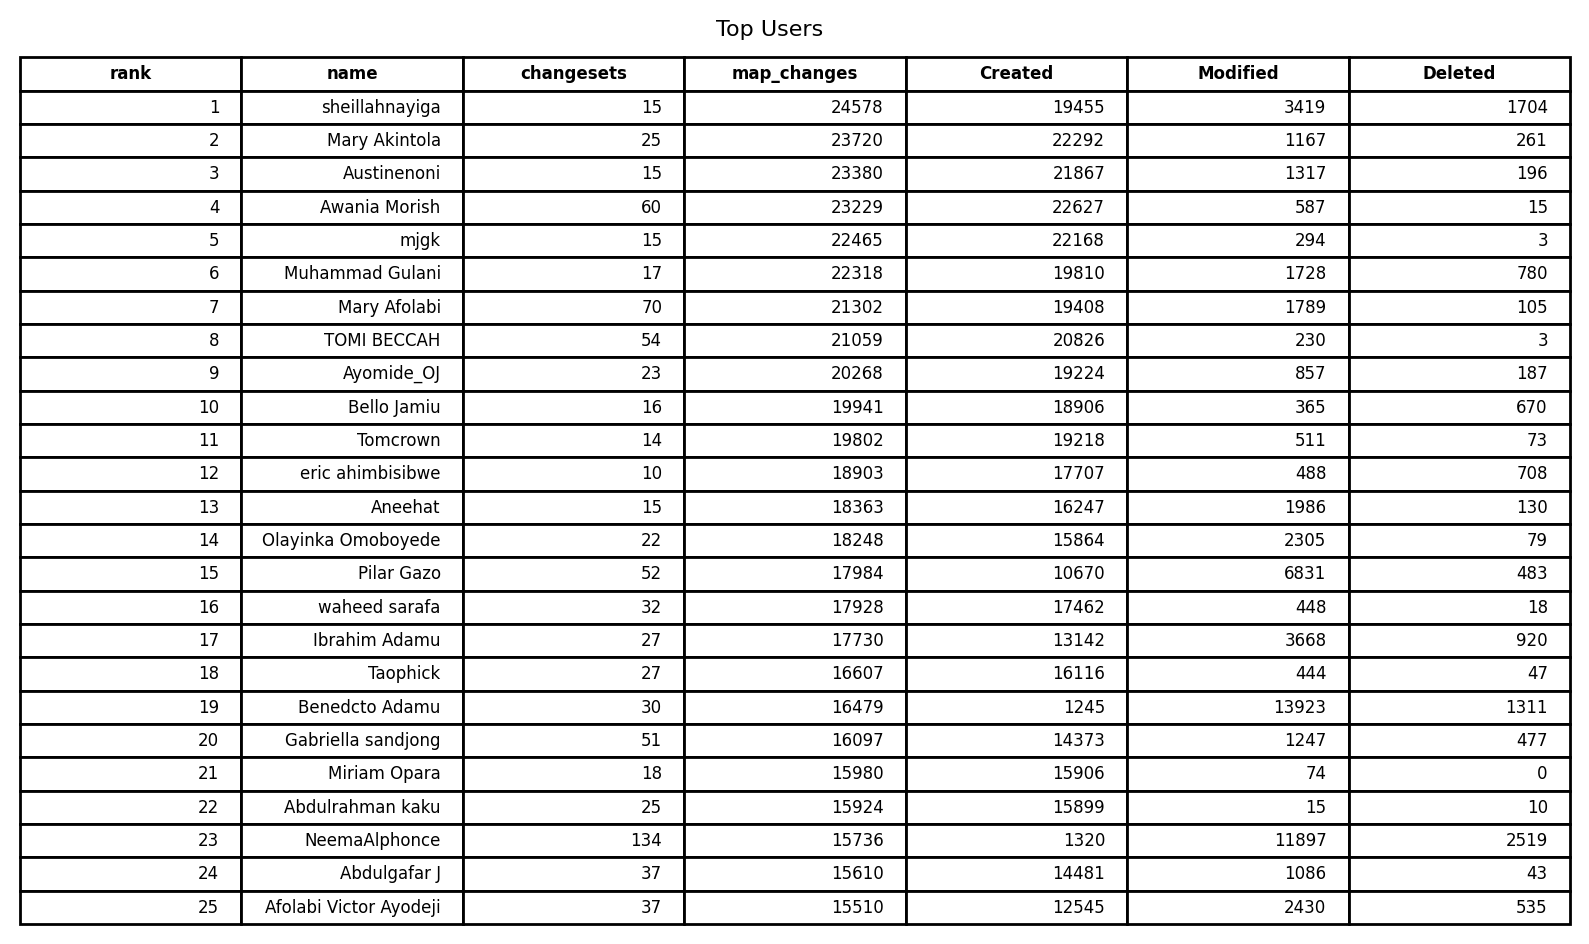 Top Users
rank name changesets map_changes Created Modified Deleted
1 sheillahnayiga 15 24578 19455 3419 1704
2 Mary Akintola 25 23720 22292 1167 261
3 Austinenoni 15 23380 21867 1317 196
4 Awania Morish 60 23229 22627 587 15
5 mjgk 15 22465 22168 294 3
6 Muhammad Gulani 17 22318 19810 1728 780
7 Mary Afolabi 70 21302 19408 1789 105
8 TOMI BECCAH 54 21059 20826 230 3
9 Ayomide_OJ 23 20268 19224 857 187
10 Bello Jamiu 16 19941 18906 365 670
11 Tomcrown 14 19802 19218 511 73
12 eric ahimbisibwe 10 18903 17707 488 708
13 Aneehat 15 18363 16247 1986 130
14 Olayinka Omoboyede 22 18248 15864 2305 79
15 Pilar Gazo 52 17984 10670 6831 483
16 waheed sarafa 32 17928 17462 448 18
17 Ibrahim Adamu 27 17730 13142 3668 920
18 Taophick 27 16607 16116 444 47
19 Benedcto Adamu 30 16479 1245 13923 1311
20 Gabriella sandjong 51 16097 14373 1247 477
21 Miriam Opara 18 15980 15906 74 0
22 Abdulrahman kaku 25 15924 15899 15 10
23 NeemaAlphonce 134 15736 1320 11897 2519
24 Abdulgafar J 37 15610 14481 1086 43
25 Afolabi Victor Ayodeji 37 15510 12545 2430 535